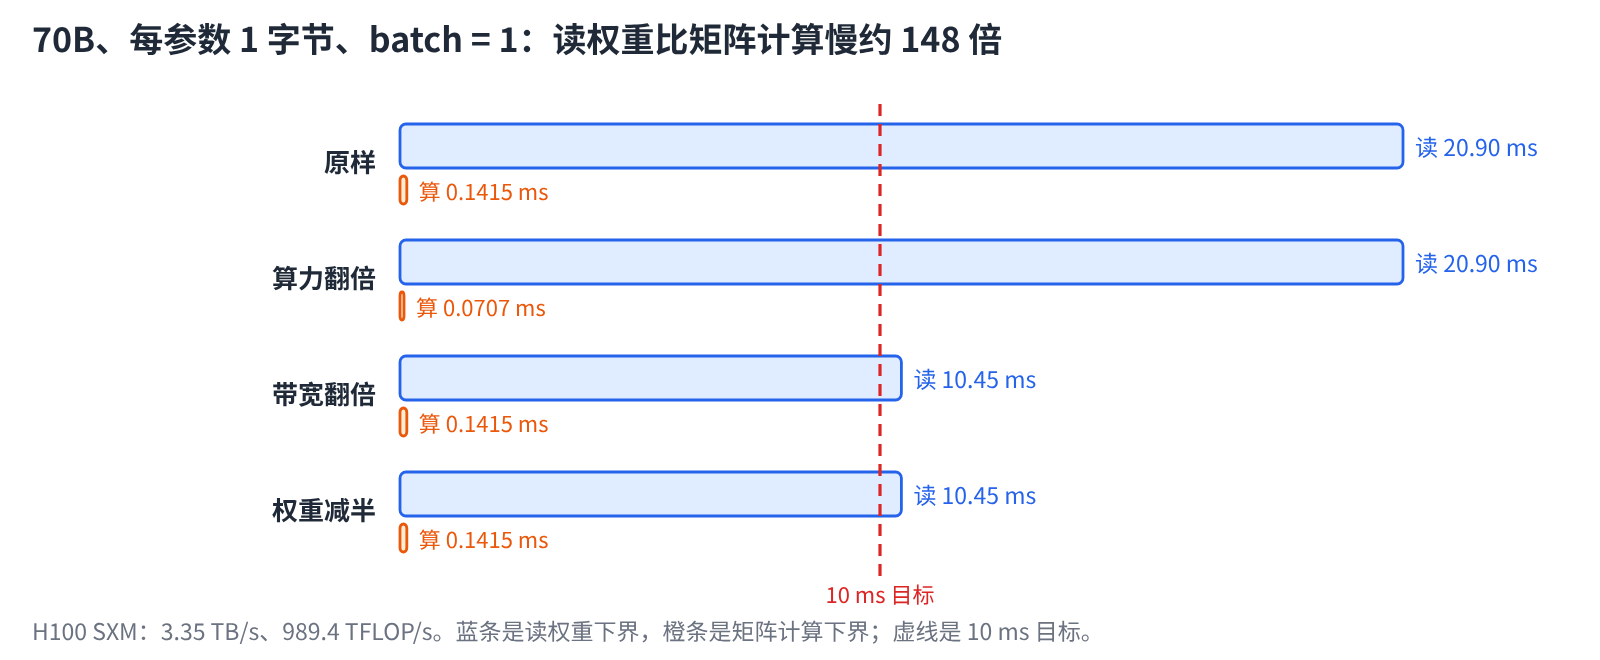 70B、每参数 1 字节、batch = 1：读权重比矩阵计算慢约 148 倍
原样
读 20.90 ms
算 0.1415 ms
算力翻倍
读 20.90 ms
算 0.0707 ms
带宽翻倍
读 10.45 ms
算 0.1415 ms
权重减半
读 10.45 ms
算 0.1415 ms
10 ms 目标
H100 SXM：3.35 TB/s、989.4 TFLOP/s。蓝条是读权重下界，橙条是矩阵计算下界；虚线是 10 ms 目标。